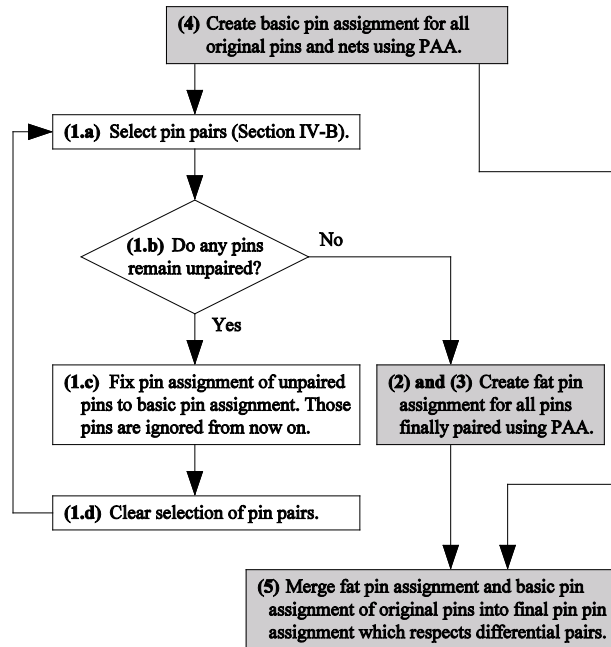 (4) Create basic pin assignment for all
original pins and nets using PAA.
(1.a) Select pin pairs (Section IV-B).
(1.b) Do any pins
remain unpaired?
No
Yes
(1.c) Fix pin assignment of unpaired
pins to basic pin assignment. Those
pins are ignored from now on.
(2) and (3) Create fat pin
assignment for all pins
finally paired using PAA.
(1.d) Clear selection of pin pairs.
(5) Merge fat pin assignment and basic pin
assignment of original pins into final pin pin
assignment which respects differential pairs.